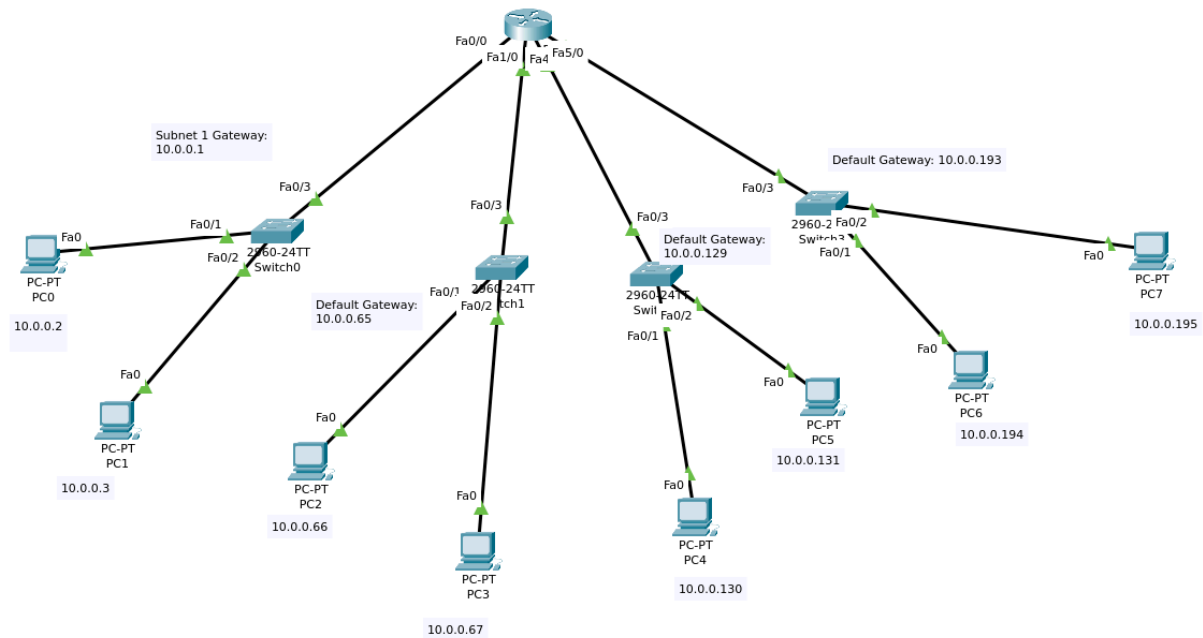 Fa0/0
Fa1/0
Fa4
Fa5/0
Subnet 1 Gateway:
10.0.0.1
Default Gateway: 10.0.0.193
Fa0/3
Fa0/3
Fa0/1
Fa0/2
2960-24TT
Switch0
Fa0
PC-PT
PC0
10.0.0.2
Fa0
PC-PT
PC1
10.0.0.3
Fa0/3
2960-24TT
Fa0/2
Default Gateway:
10.0.0.65
Fa0
PC-PT
PC2
10.0.0.66
Fa0
PC-PT
PC3
10.0.0.67
Fa0/3
Default Gateway:
10.0.0.129
2960-24TT
Fa0/2
Fa0/1
Fa0
PC-PT
PC4
10.0.0.130
Fa0
PC-PT
PC5
10.0.0.131
Fa0/2
Fa0/1
Fa0
PC-PT
PC6
10.0.0.194
Fa0
PC-PT
PC7
10.0.0.195